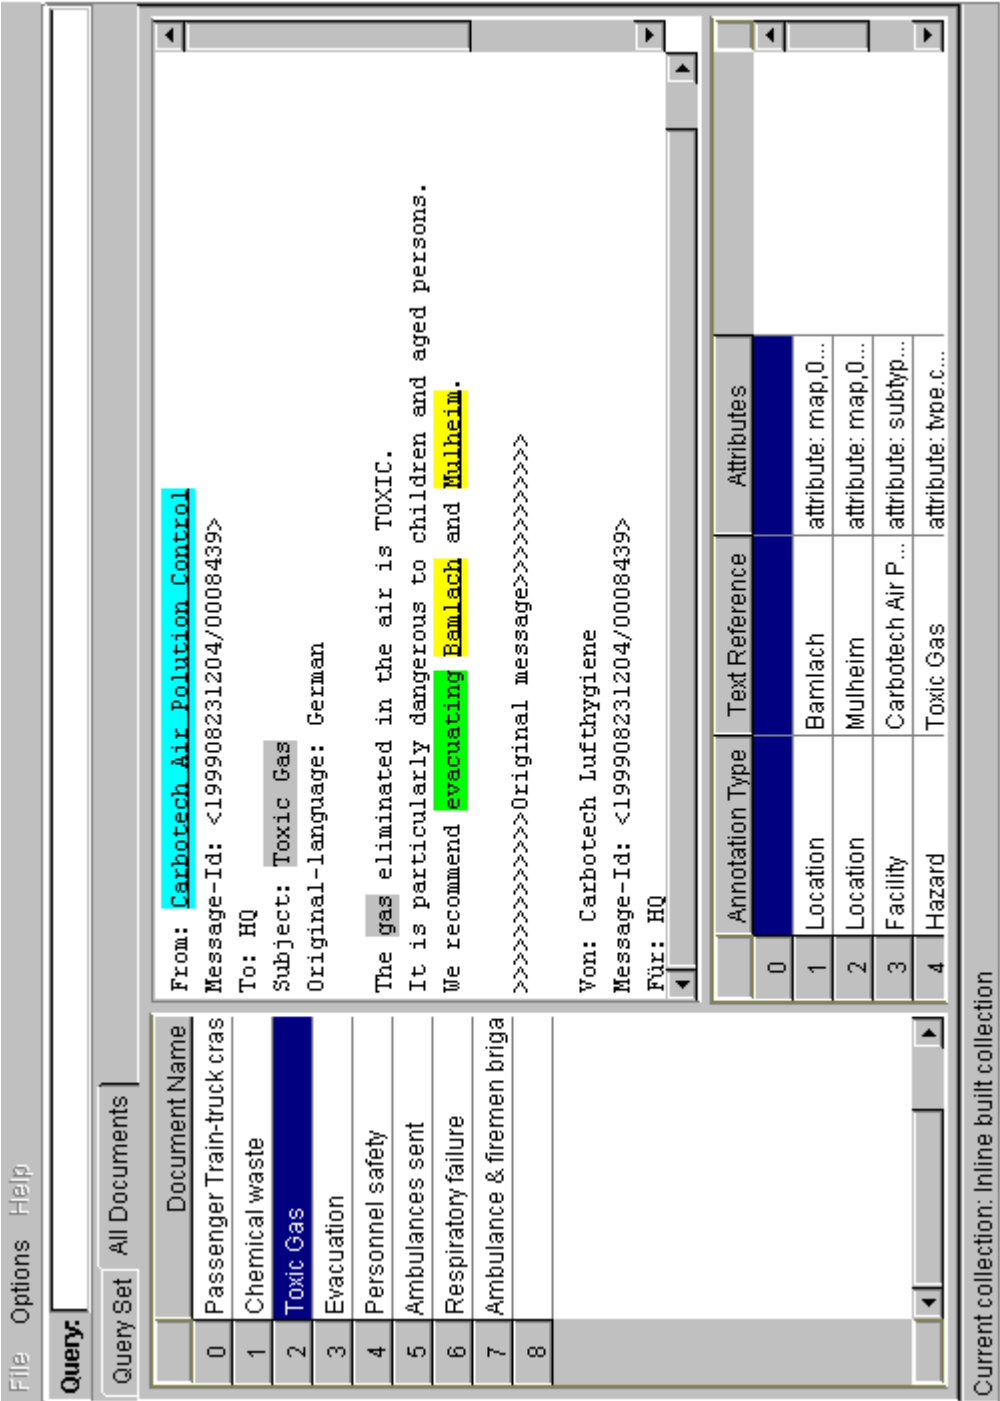 File Options Help
Query:
Query Set All Documents
Document Name
0 Passenger Train-truck cras
1 Chemical waste
2 Toxic Gas
3 Evacuation
4 Personnel safety
5 Ambulances sent
6 Respiratory failure
7 Ambulance & firemen briga
8
From: Carbotech Air Polution Control
Message-Id: <199908231204/0008439>
To: HQ
Subject: Toxic Gas
Original-language: German
The gas eliminated in the air is TOXIC.
It is particularly dangerous to children and aged persons.
We recommend evacuating Bamlach and Mulheim.
>>>>>>>>>>>>Original message>>>>>>>>>>>>
Von: Carbotech Lufthygiene
Message-Id: <199908231204/0008439>
Für: HQ
Annotation Type Text Reference Attributes
0
1 Location Bamlach attribute: map,0...
2 Location Mulheim attribute: map,0...
3 Facility Carbotech Air P... attribute: subtyp...
4 Hazard Toxic Gas attribute: type,c...
Current collection: Inline built collection